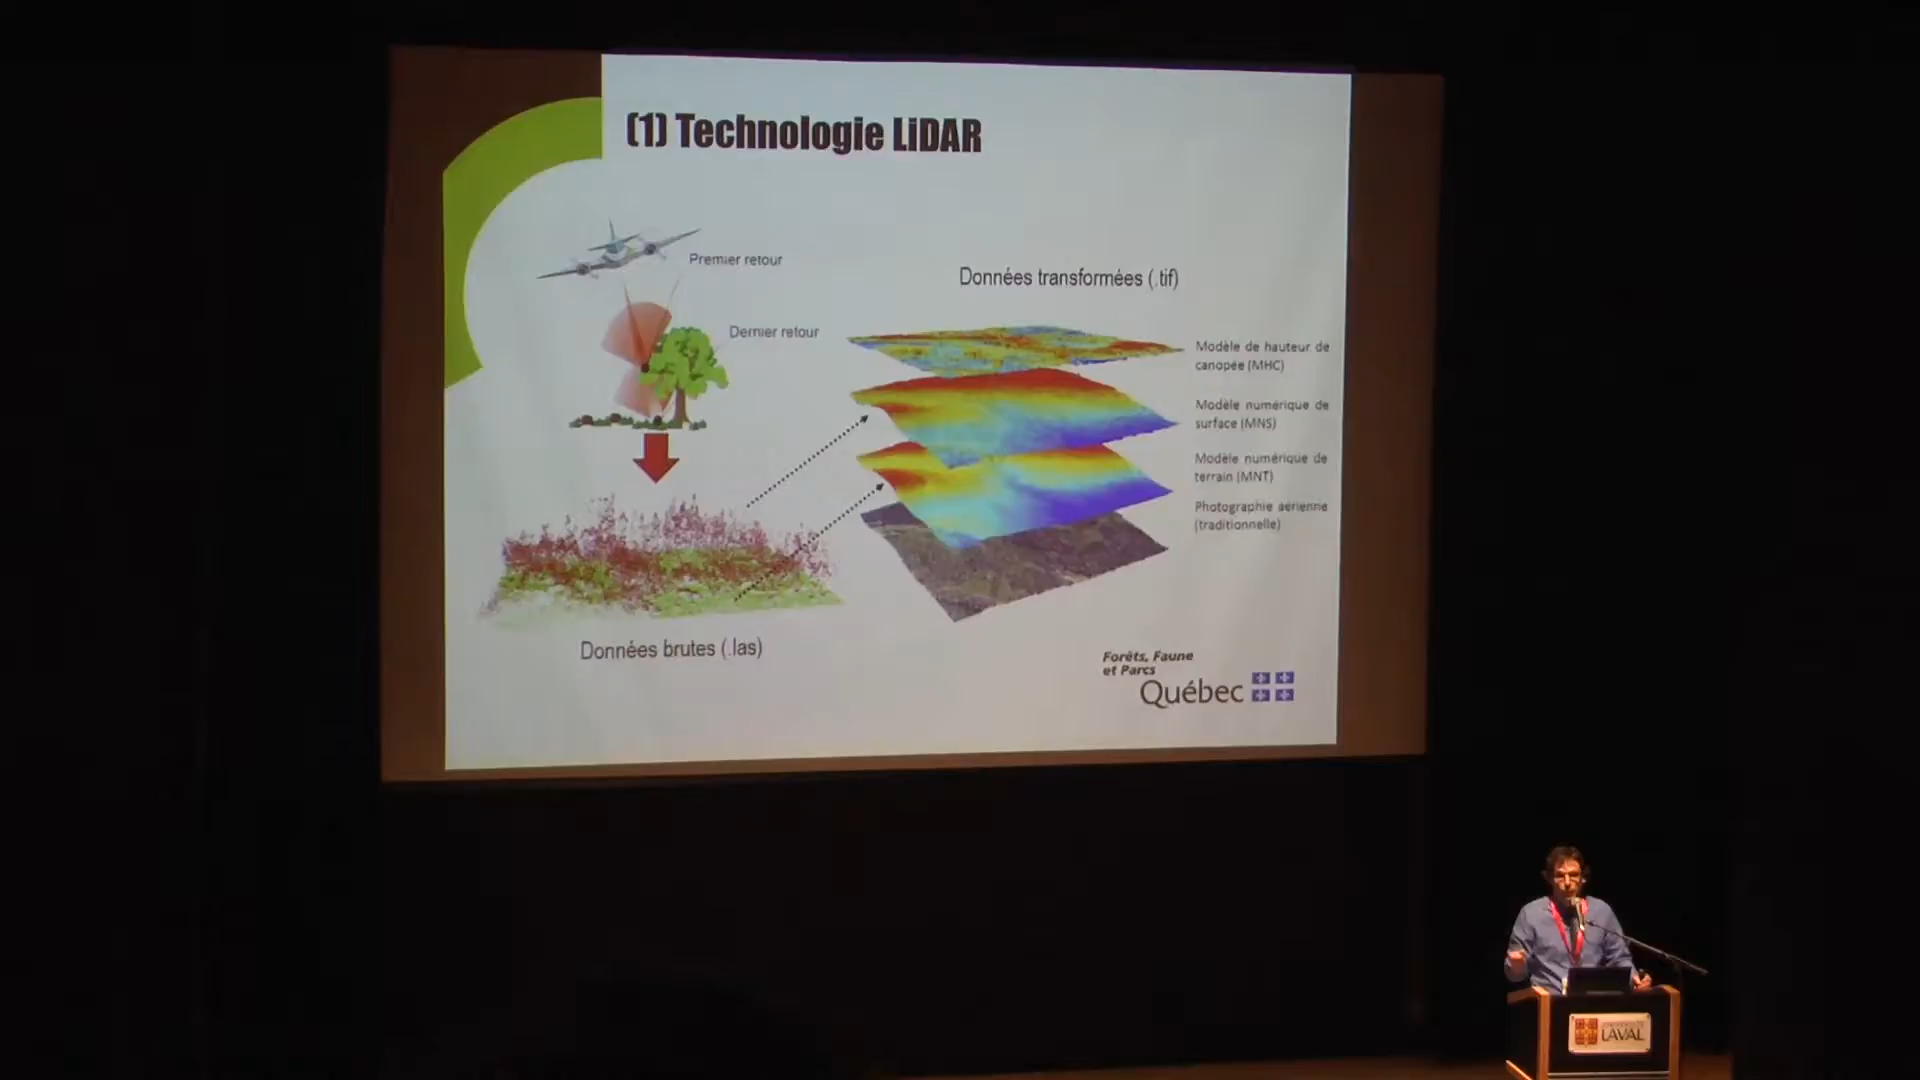 (1) Technologie LiDAR
Premier retour
Dernier retour
Données brutes (.las)
Données transformées (.tif)
Modèle de hauteur de
canopée (MHC)
Modèle numérique de
surface (MNS)
Modèle numérique de
terrain (MNT)
Photographie aérienne
(traditionnelle)
Forêts, Faune
et Parcs
Québec
UNIVERSITÉ
LAVAL